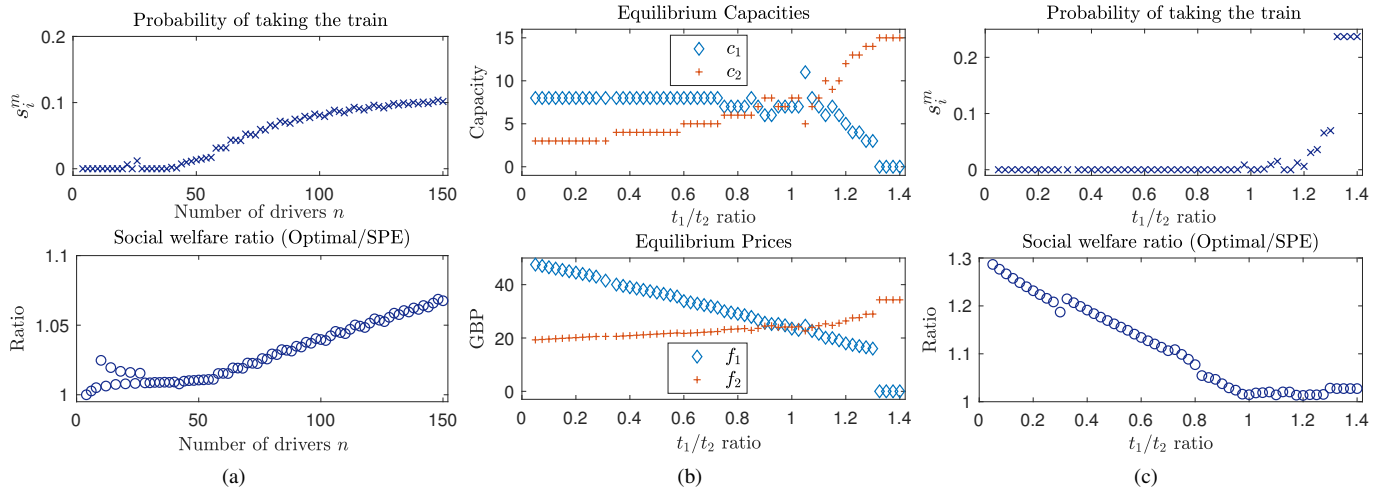 Probability of taking the train
0.2
0.1
0
s_i^m
0 50 100 150
Number of drivers n
Social welfare ratio (Optimal/SPE)
1.1
1.05
1
Ratio
0 50 100 150
Number of drivers n
(a)
Equilibrium Capacities
15
10
5
0
Capacity
c₁
c₂
0 0.2 0.4 0.6 0.8 1 1.2 1.4
t₁/t₂ ratio
Equilibrium Prices
40
20
0
GBP
f₁
f₂
0 0.2 0.4 0.6 0.8 1 1.2 1.4
t₁/t₂ ratio
(b)
Probability of taking the train
0.2
0.1
0
s_i^m
0 0.2 0.4 0.6 0.8 1 1.2 1.4
t₁/t₂ ratio
Social welfare ratio (Optimal/SPE)
1.3
1.2
1.1
1
Ratio
0 0.2 0.4 0.6 0.8 1 1.2 1.4
t₁/t₂ ratio
(c)